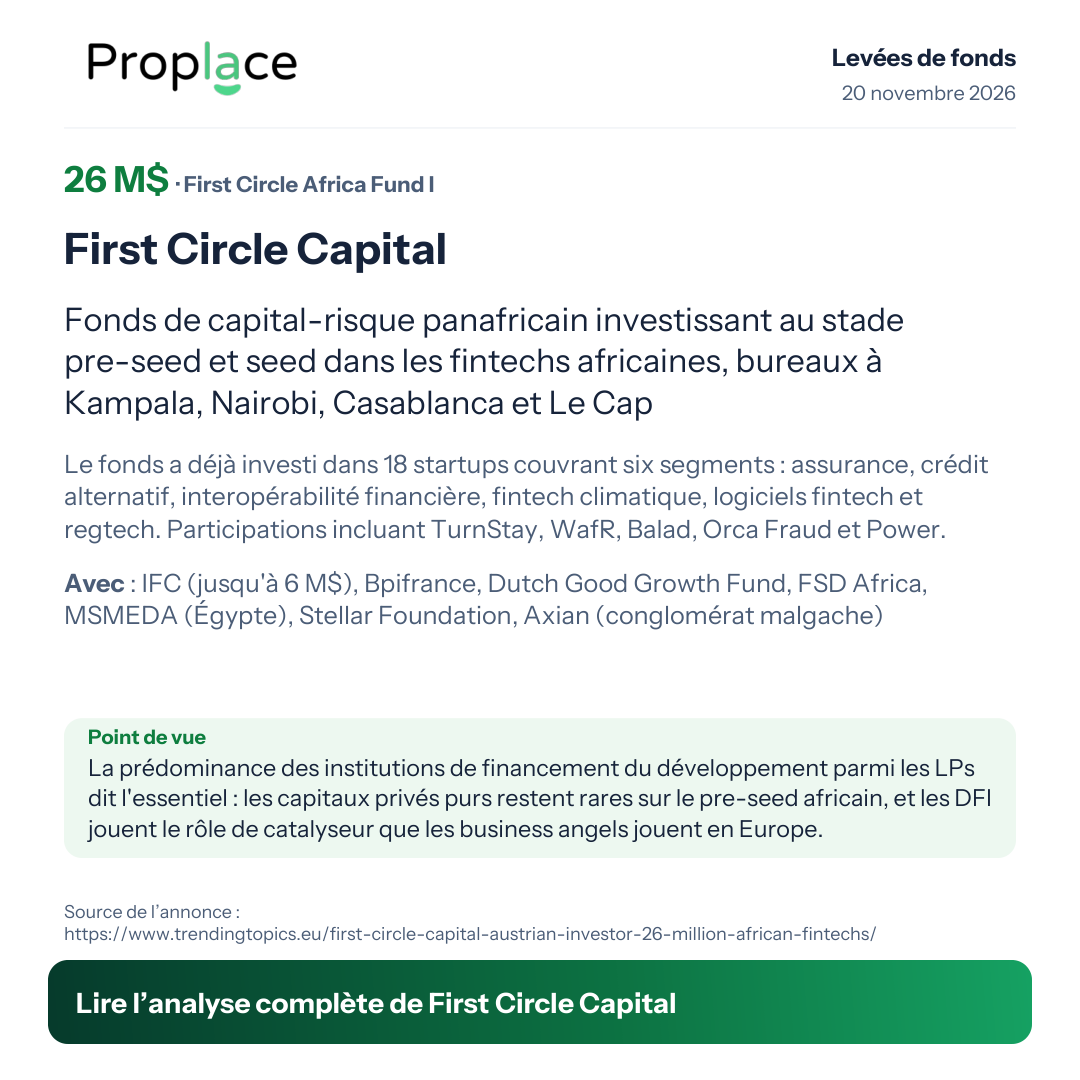 Proplace
Levées de fonds
20 novembre 2026
26 M$ · First Circle Africa Fund I
First Circle Capital
Fonds de capital-risque panafricain investissant au stade
pre-seed et seed dans les fintechs africaines, bureaux à
Kampala, Nairobi, Casablanca et Le Cap
Le fonds a déjà investi dans 18 startups couvrant six segments : assurance, crédit
alternatif, interopérabilité financière, fintech climatique, logiciels fintech et
regtech. Participations incluant TurnStay, WafR, Balad, Orca Fraud et Power.
Avec : IFC (jusqu'à 6 M$), Bpifrance, Dutch Good Growth Fund, FSD Africa,
MSMEDA (Égypte), Stellar Foundation, Axian (conglomérat malgache)
Point de vue
La prédominance des institutions de financement du développement parmi les LPs
dit l'essentiel : les capitaux privés purs restent rares sur le pre-seed africain, et les DFI
jouent le rôle de catalyseur que les business angels jouent en Europe.
Source de l’annonce :
https://www.trendingtopics.eu/first-circle-capital-austrian-investor-26-million-african-fintechs/
Lire l’analyse complète de First Circle Capital